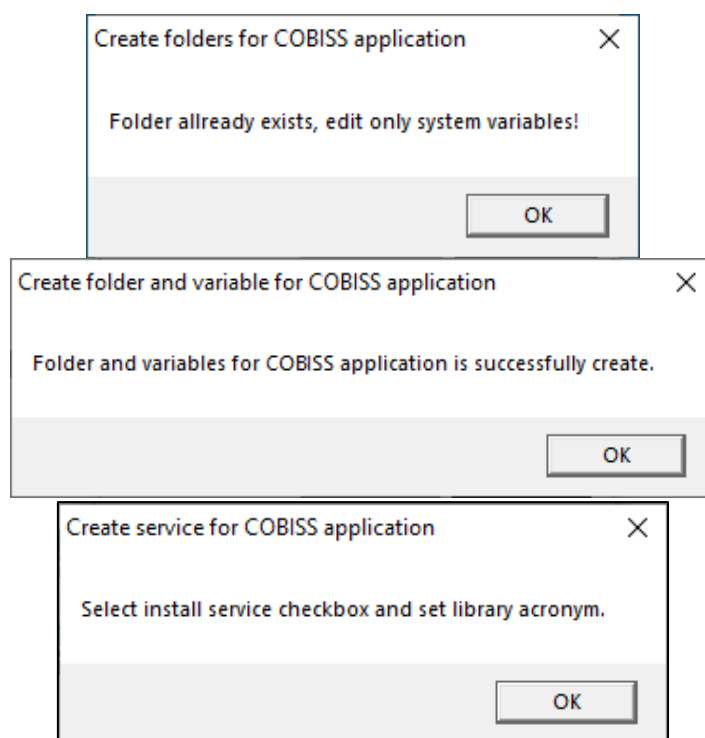 Create folders for COBISS application
Folder allready exists, edit only system variables!
OK
Create folder and variable for COBISS application
Folder and variables for COBISS application is successfully create.
OK
Create service for COBISS application
Select install service checkbox and set library acronym.
OK